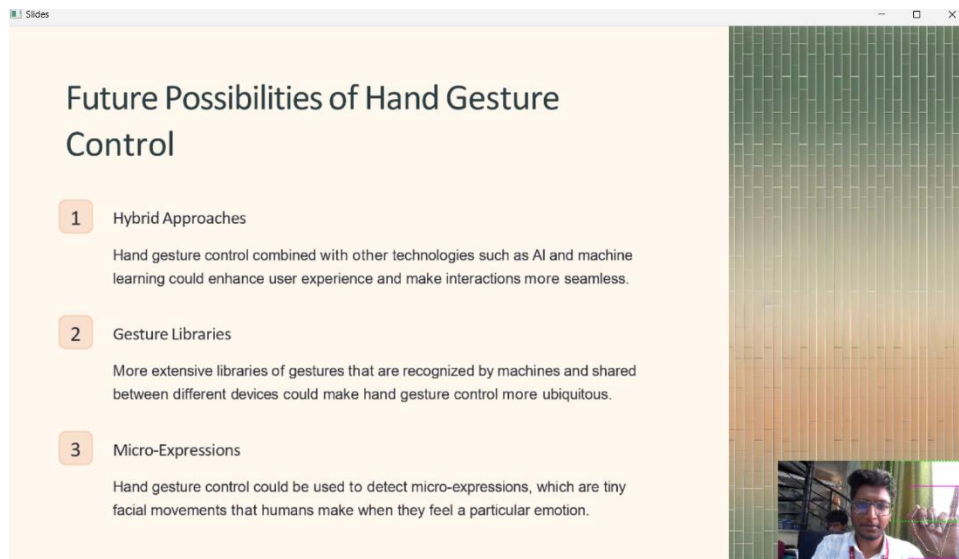 Slides
Future Possibilities of Hand Gesture
Control
1
Hybrid Approaches
Hand gesture control combined with other technologies such as AI and machine
learning could enhance user experience and make interactions more seamless.
2
Gesture Libraries
More extensive libraries of gestures that are recognized by machines and shared
between different devices could make hand gesture control more ubiquitous.
3
Micro-Expressions
Hand gesture control could be used to detect micro-expressions, which are tiny
facial movements that humans make when they feel a particular emotion.